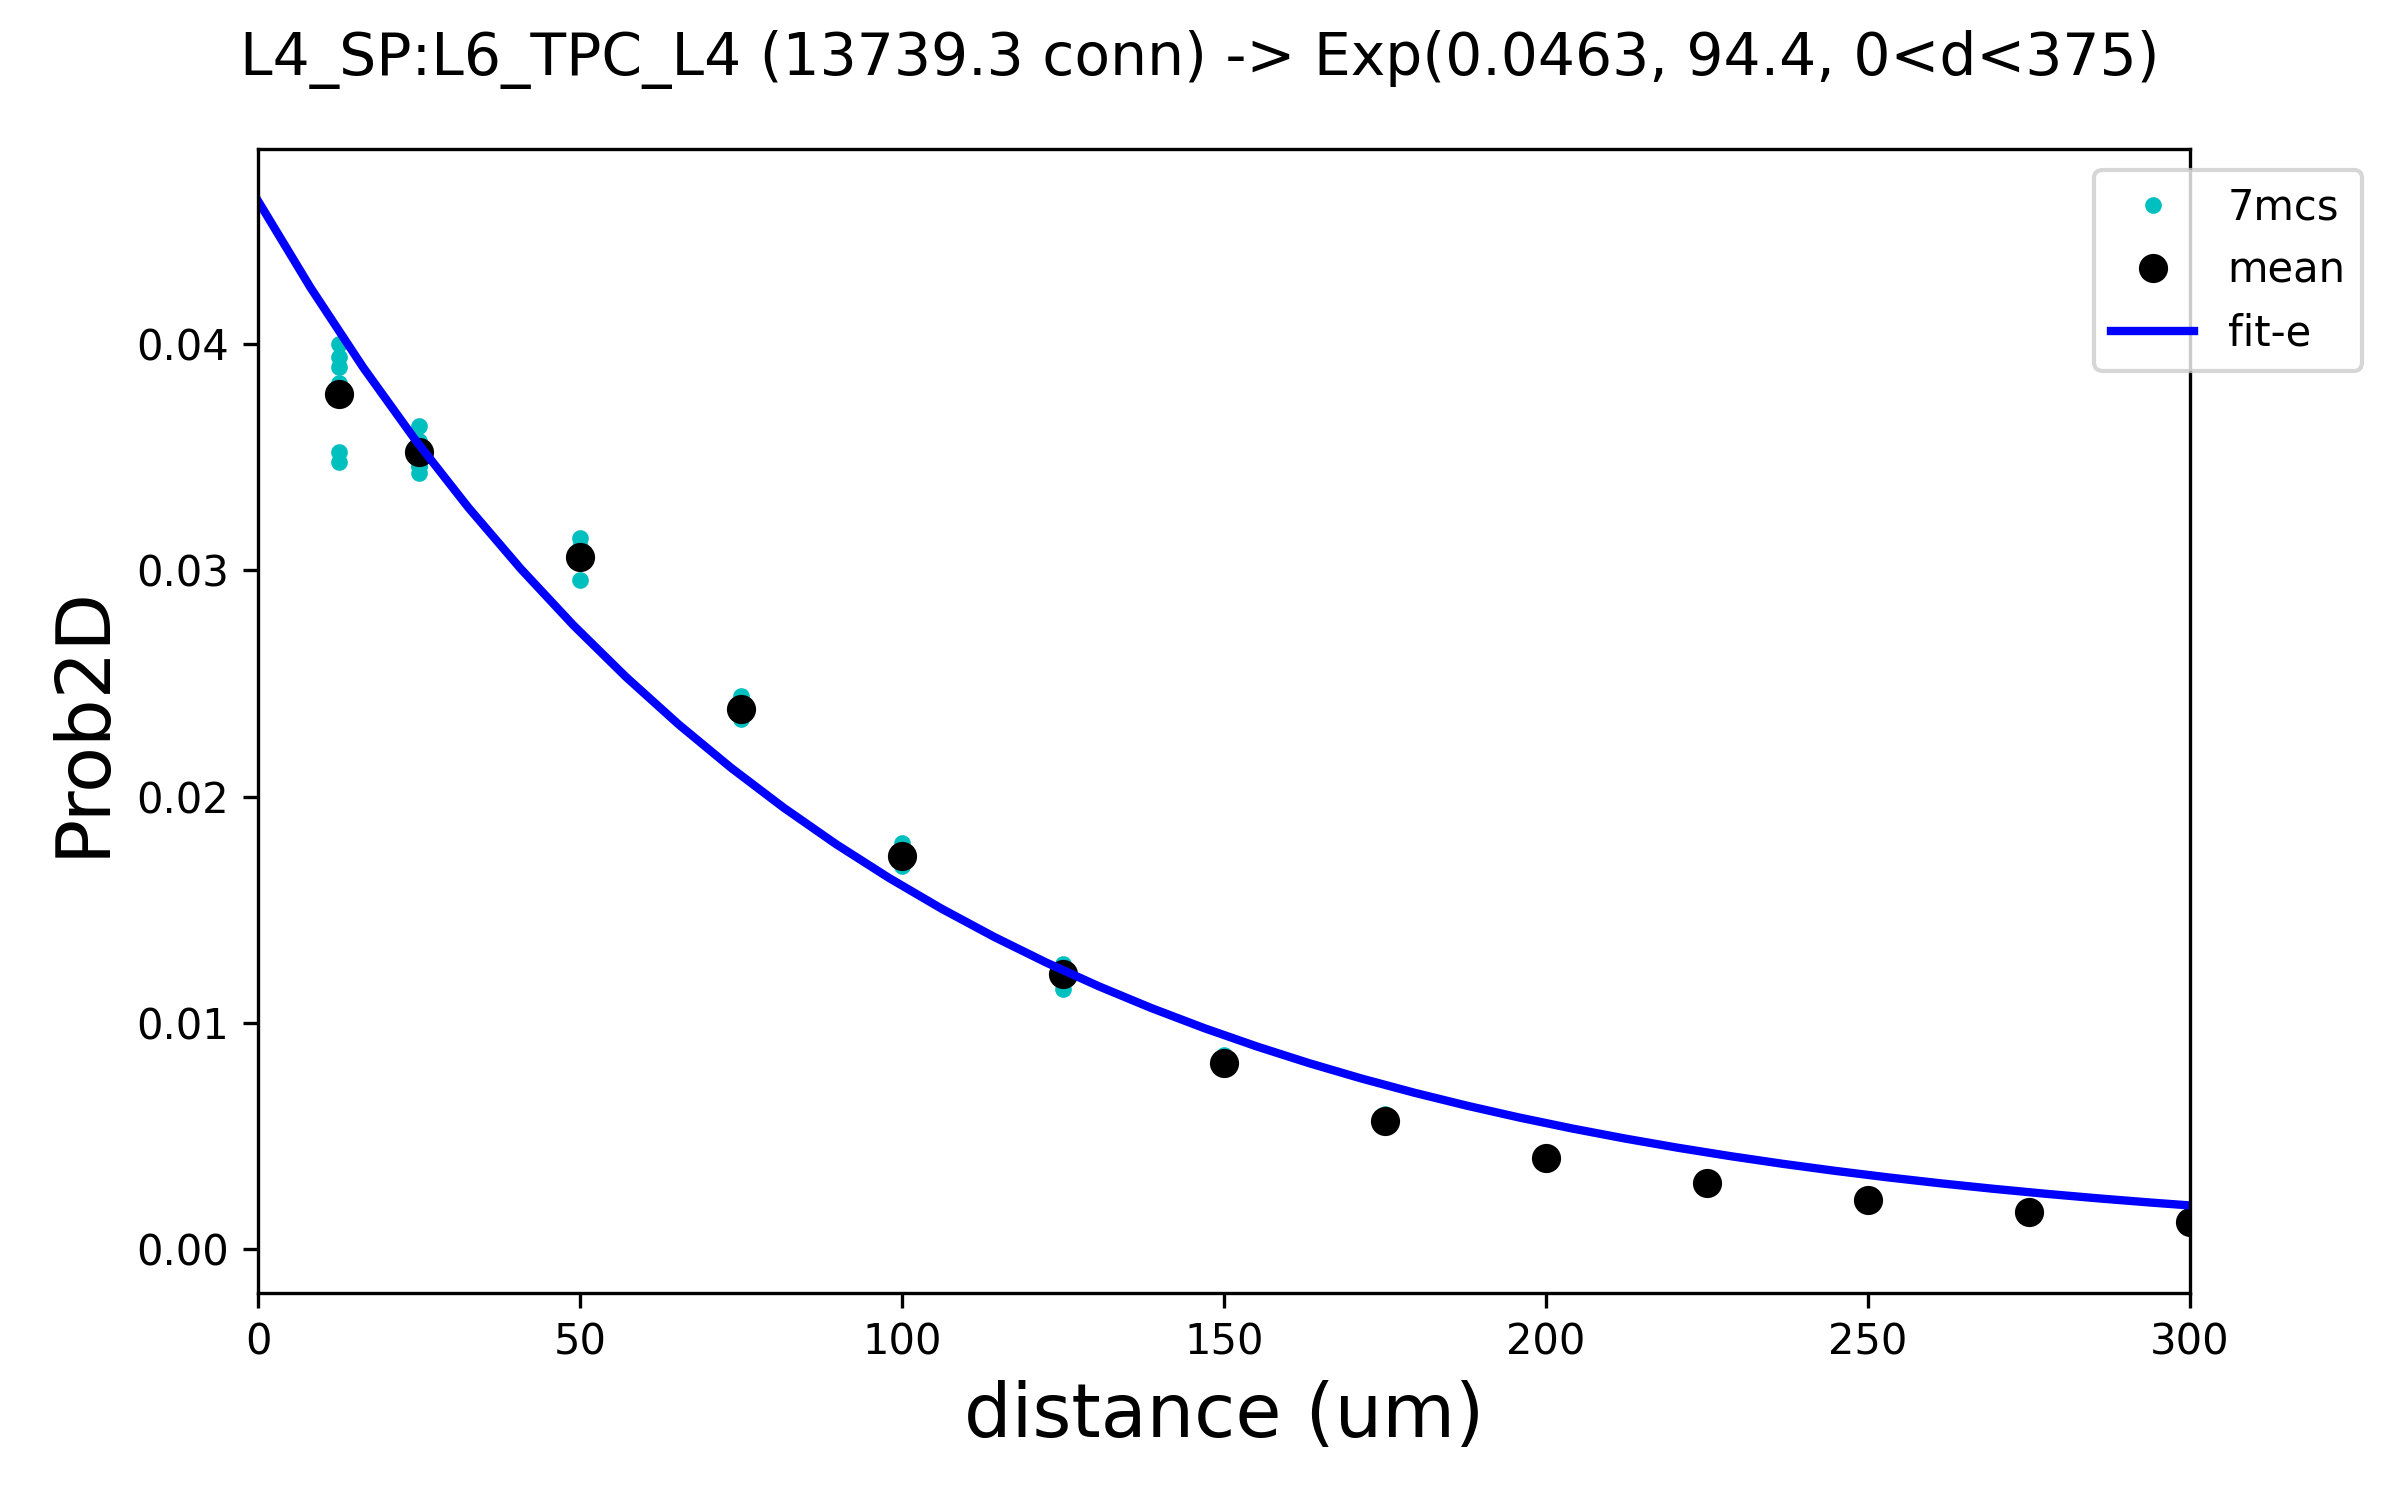 L4_SP:L6_TPC_L4 (13739.3 conn) -> Exp(0.0463, 94.4, 0<d<375)
7mcs
mean
fit-e
Prob2D
0.04
0.03
0.02
0.01
0.00
0 50 100 150 200 250 300
distance (um)